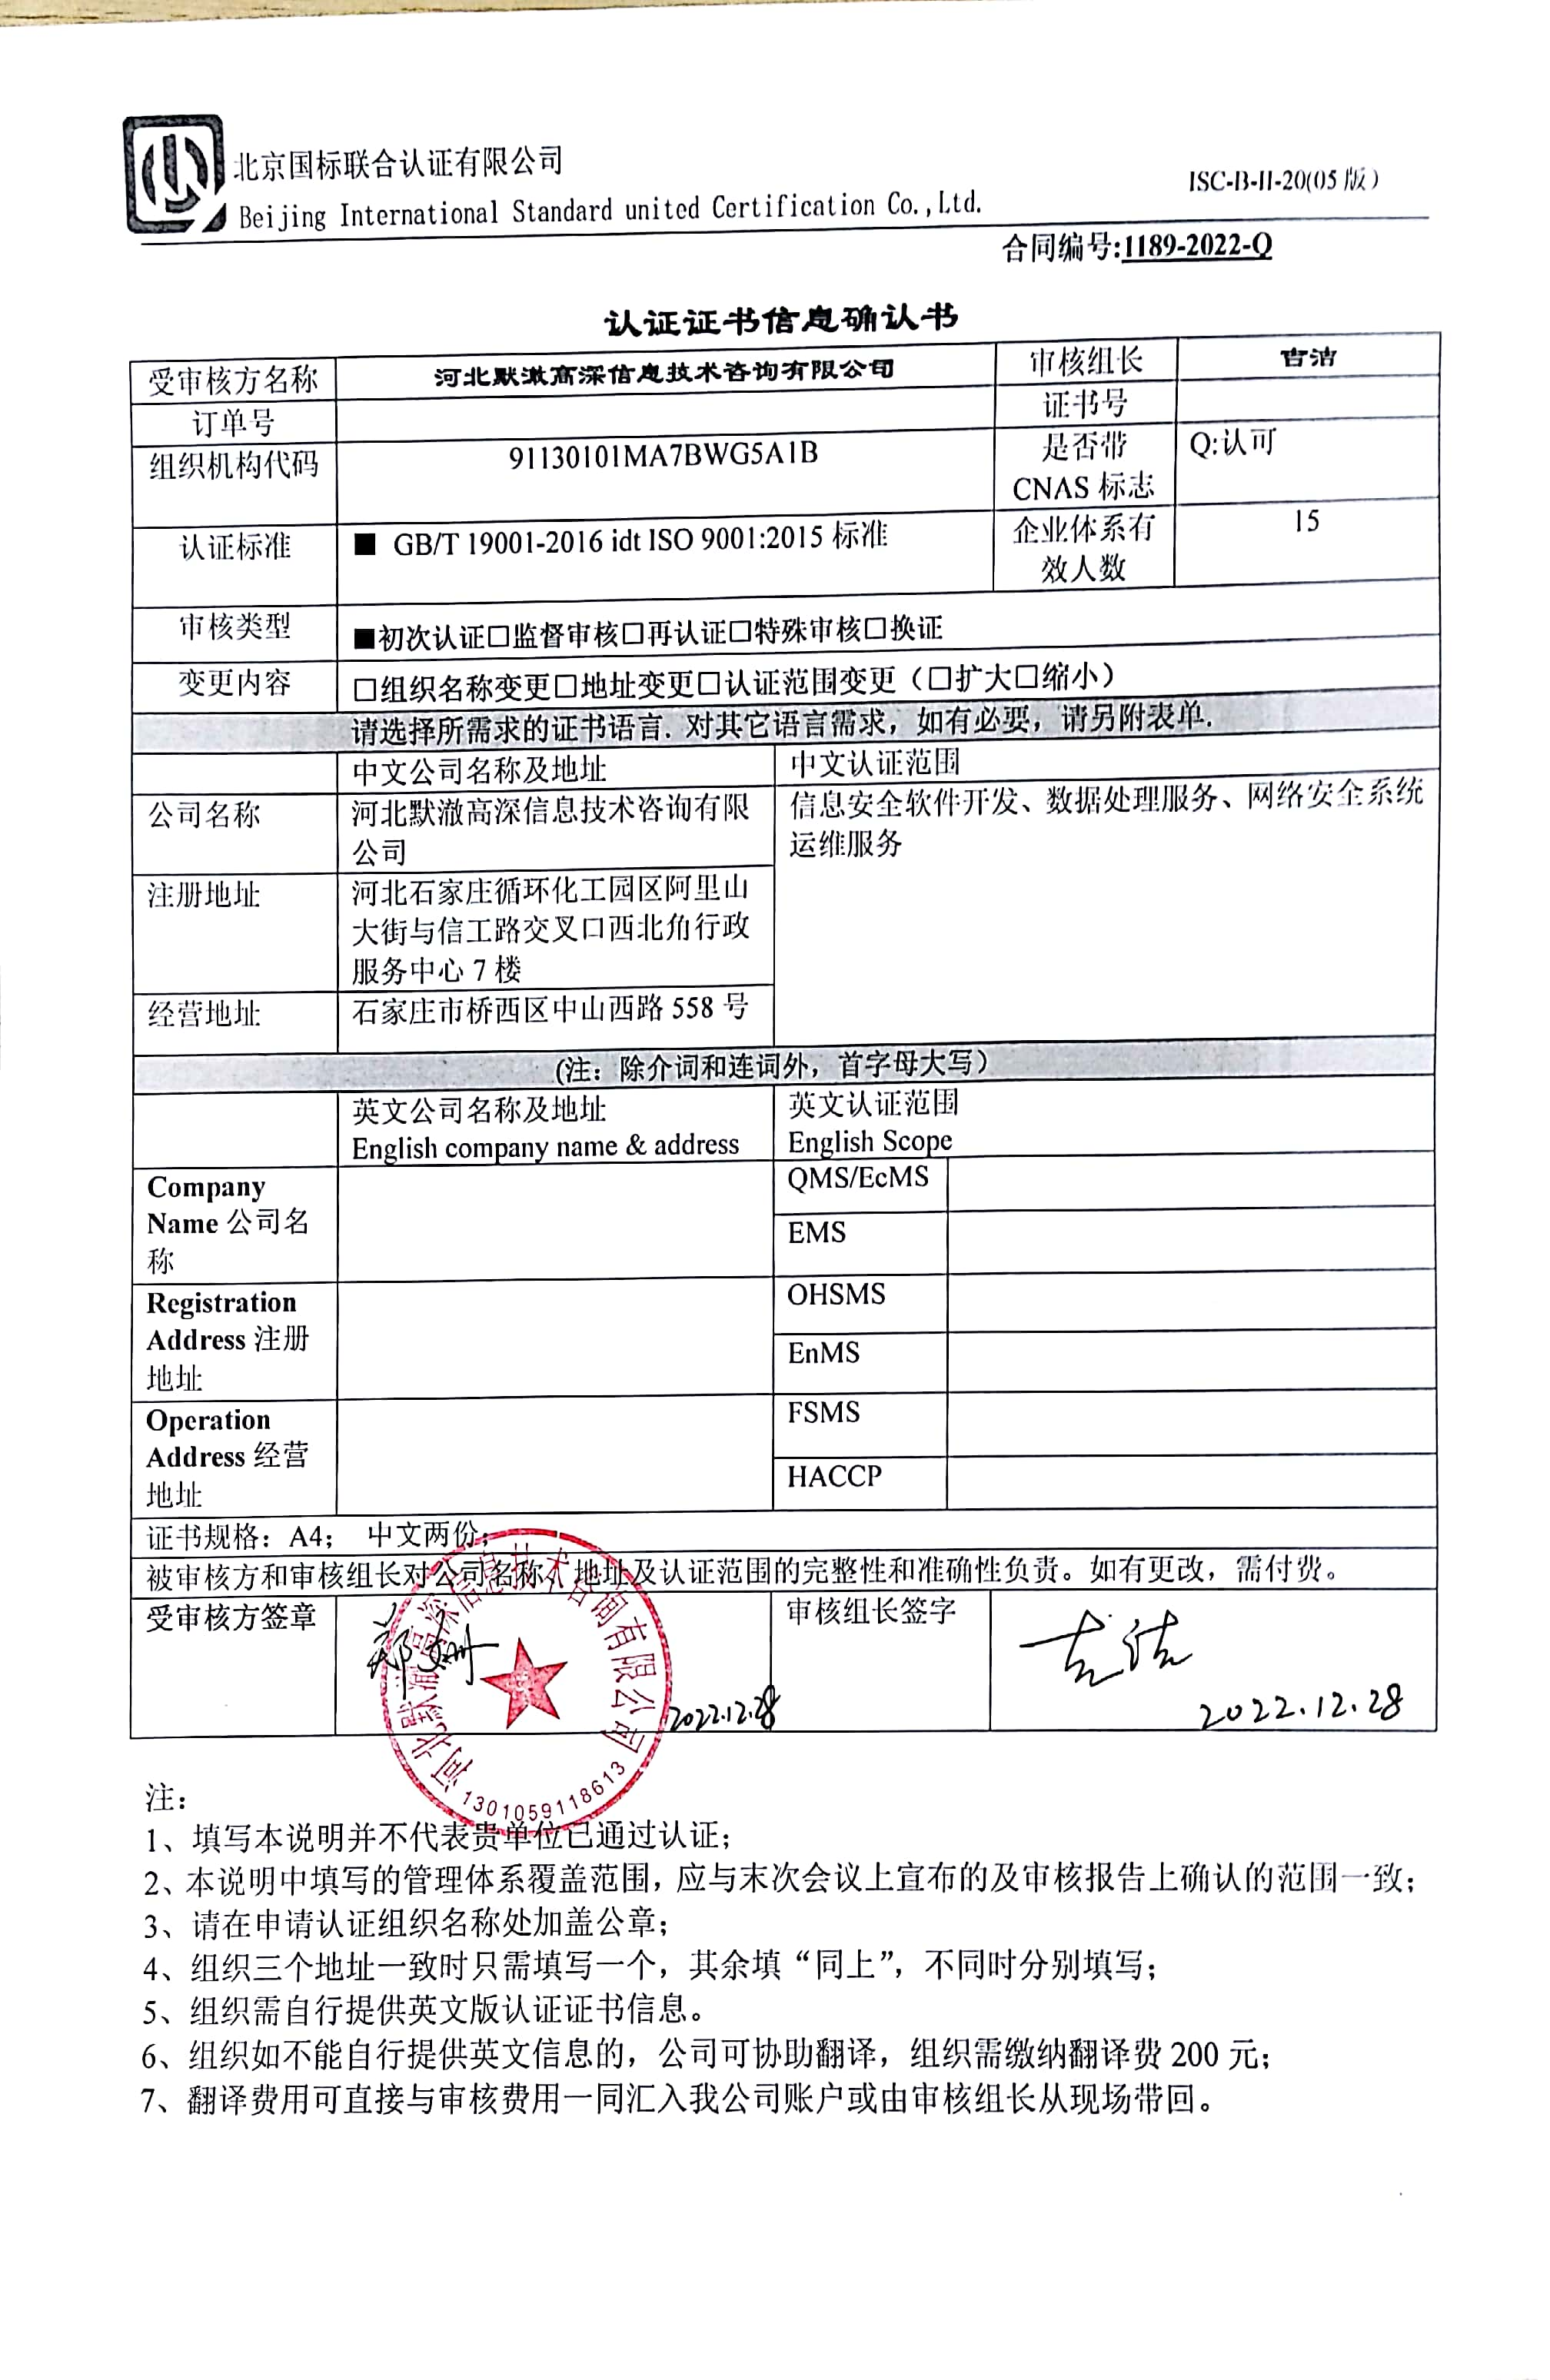 北京国标联合认证有限公司
Beijing International Standard united Certification Co.,Ltd.
ISC-B-II-20(05版)
合同编号:1189-2022-Q
认证证书信息确认书
受审核方名称 河北默澈高深信息技术咨询有限公司 审核组长 吉洁
订单号 证书号
组织机构代码 91130101MA7BWG5A1B 是否带 Q:认可
CNAS 标志
认证标准 ■ GB/T 19001-2016 idt ISO 9001:2015 标准 企业体系有 15
效人数
审核类型 ■初次认证□监督审核□再认证□特殊审核□换证
变更内容 □组织名称变更□地址变更□认证范围变更（□扩大□缩小）
请选择所需求的证书语言. 对其它语言需求，如有必要，请另附表单.
中文公司名称及地址 中文认证范围
公司名称 河北默澈高深信息技术咨询有限 信息安全软件开发、数据处理服务、网络安全系统
公司 运维服务
注册地址 河北石家庄循环化工园区阿里山
大街与信工路交叉口西北角行政
服务中心 7 楼
经营地址 石家庄市桥西区中山西路 558 号
(注：除介词和连词外，首字母大写）
英文公司名称及地址 英文认证范围
English company name & address English Scope
Company QMS/EcMS
Name 公司名 EMS
称
Registration OHSMS
Address 注册 EnMS
地址
Operation FSMS
Address 经营 HACCP
地址
证书规格：A4； 中文两份；
被审核方和审核组长对公司名称、地址及认证范围的完整性和准确性负责。如有更改，需付费。
受审核方签章 审核组长签字 吉洁
2022.12.28 2022.12.28
河北默澈高深信息技术咨询有限公司
1301059118613
注：
1、填写本说明并不代表贵单位已通过认证；
2、本说明中填写的管理体系覆盖范围，应与末次会议上宣布的及审核报告上确认的范围一致；
3、请在申请认证组织名称处加盖公章；
4、组织三个地址一致时只需填写一个，其余填“同上”，不同时分别填写；
5、组织需自行提供英文版认证证书信息。
6、组织如不能自行提供英文信息的，公司可协助翻译，组织需缴纳翻译费 200 元；
7、翻译费用可直接与审核费用一同汇入我公司账户或由审核组长从现场带回。